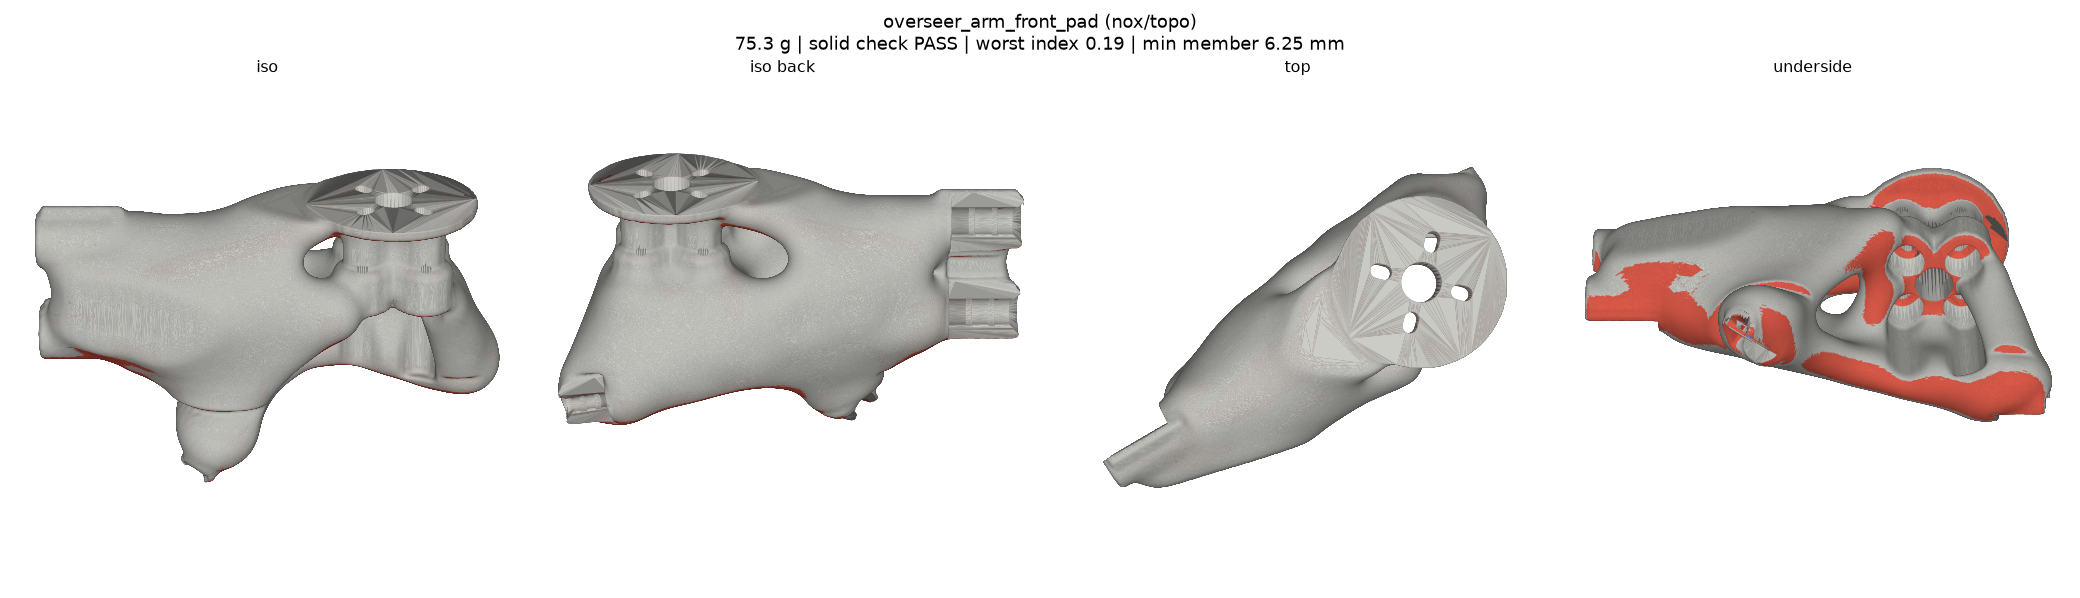 overseer_arm_front_pad (nox/topo)
75.3 g | solid check PASS | worst index 0.19 | min member 6.25 mm
iso
iso back
top
underside